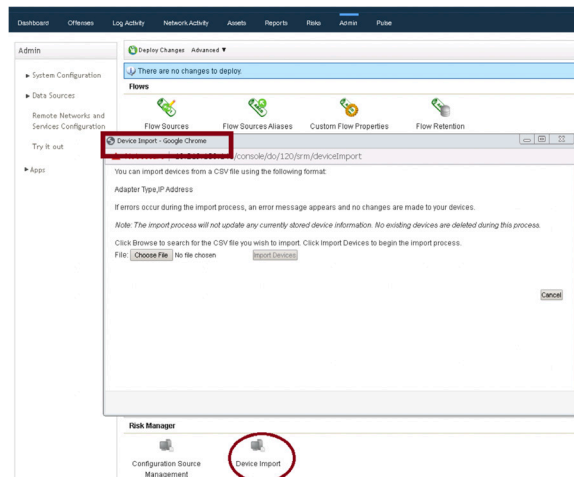 Dashboard Offenses Log Activity Network Activity Assets Reports Risks Admin Pulse
Admin
Deploy Changes Advanced ▼
System Configuration
There are no changes to deploy.
Data Sources
Flows
Remote Networks and
Services Configuration
Flow Sources Flow Sources Aliases Custom Flow Properties Flow Retention
Try it out
Apps
Device Import - Google Chrome
/console/do/120/srm/deviceImport
You can import devices from a CSV file using the following format:
Adapter Type,IP Address
If errors occur during the import process, an error message appears and no changes are made to your devices.
Note: The import process will not update any currently stored device information. No existing devices are deleted during this process.
Click Browse to search for the CSV file you wish to import. Click Import Devices to begin the import process.
File: Choose File No file chosen Import Devices
Cancel
Risk Manager
Configuration Source
Management
Device Import